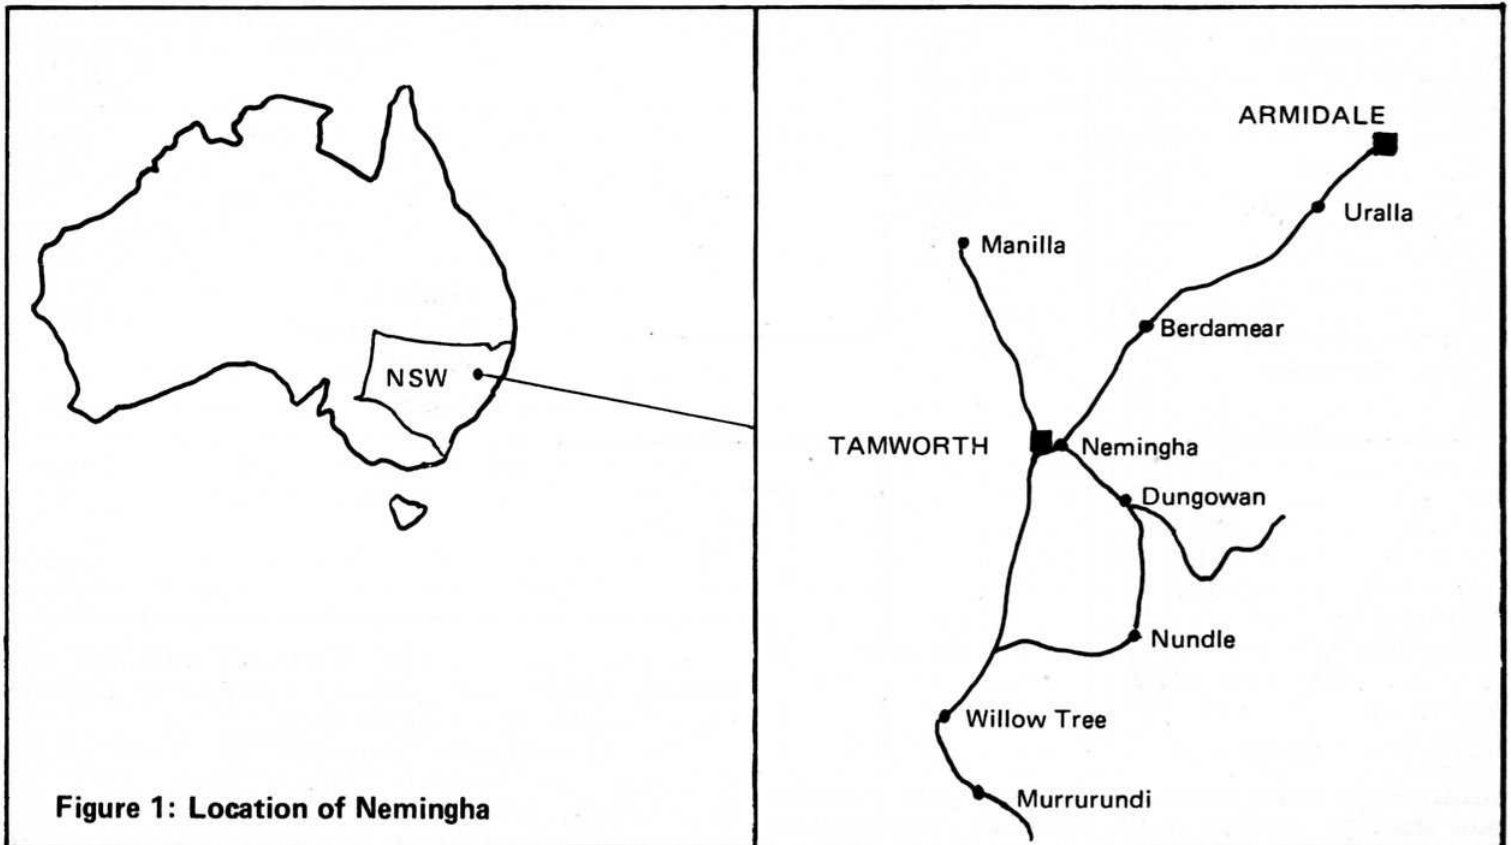 NSW
Figure 1: Location of Nemingha
ARMIDALE
Uralla
Manilla
Berdamear
TAMWORTH
Nemingha
Dungowan
Nundle
Willow Tree
Murrurundi